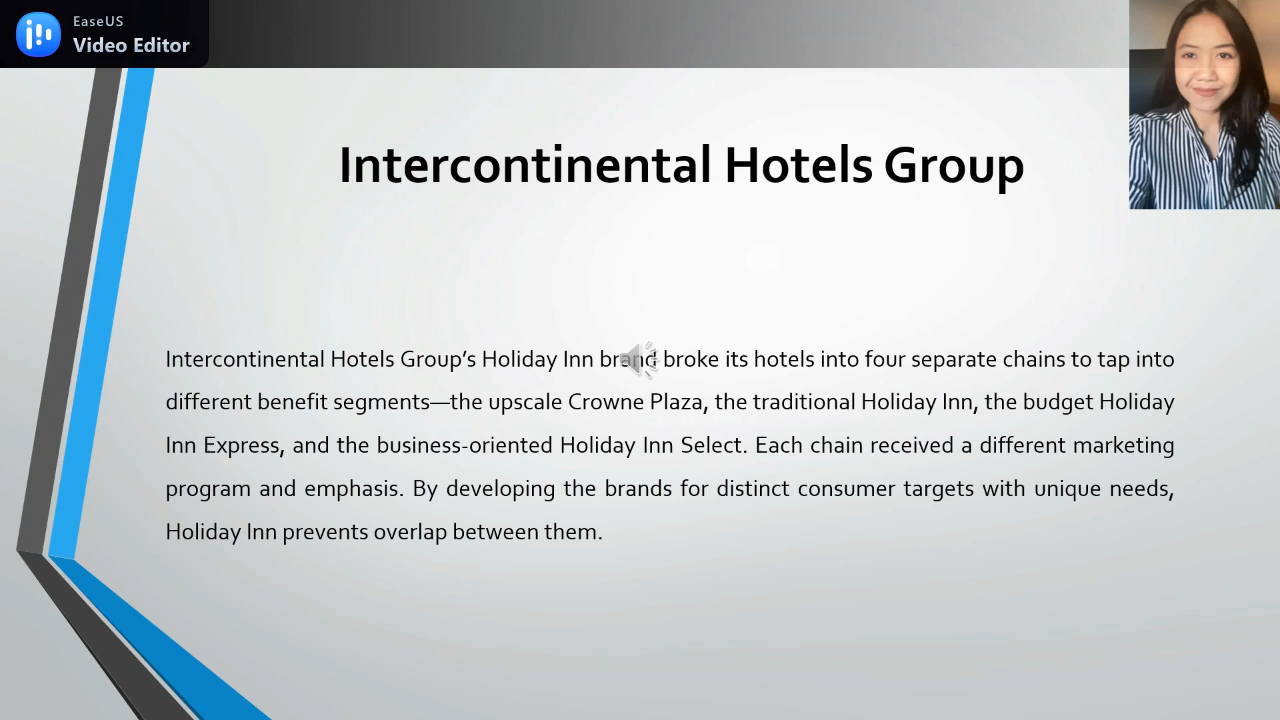 EaseUS
Video Editor
Intercontinental Hotels Group
Intercontinental Hotels Group’s Holiday Inn brand broke its hotels into four separate chains to tap into
different benefit segments—the upscale Crowne Plaza, the traditional Holiday Inn, the budget Holiday
Inn Express, and the business-oriented Holiday Inn Select. Each chain received a different marketing
program and emphasis. By developing the brands for distinct consumer targets with unique needs,
Holiday Inn prevents overlap between them.